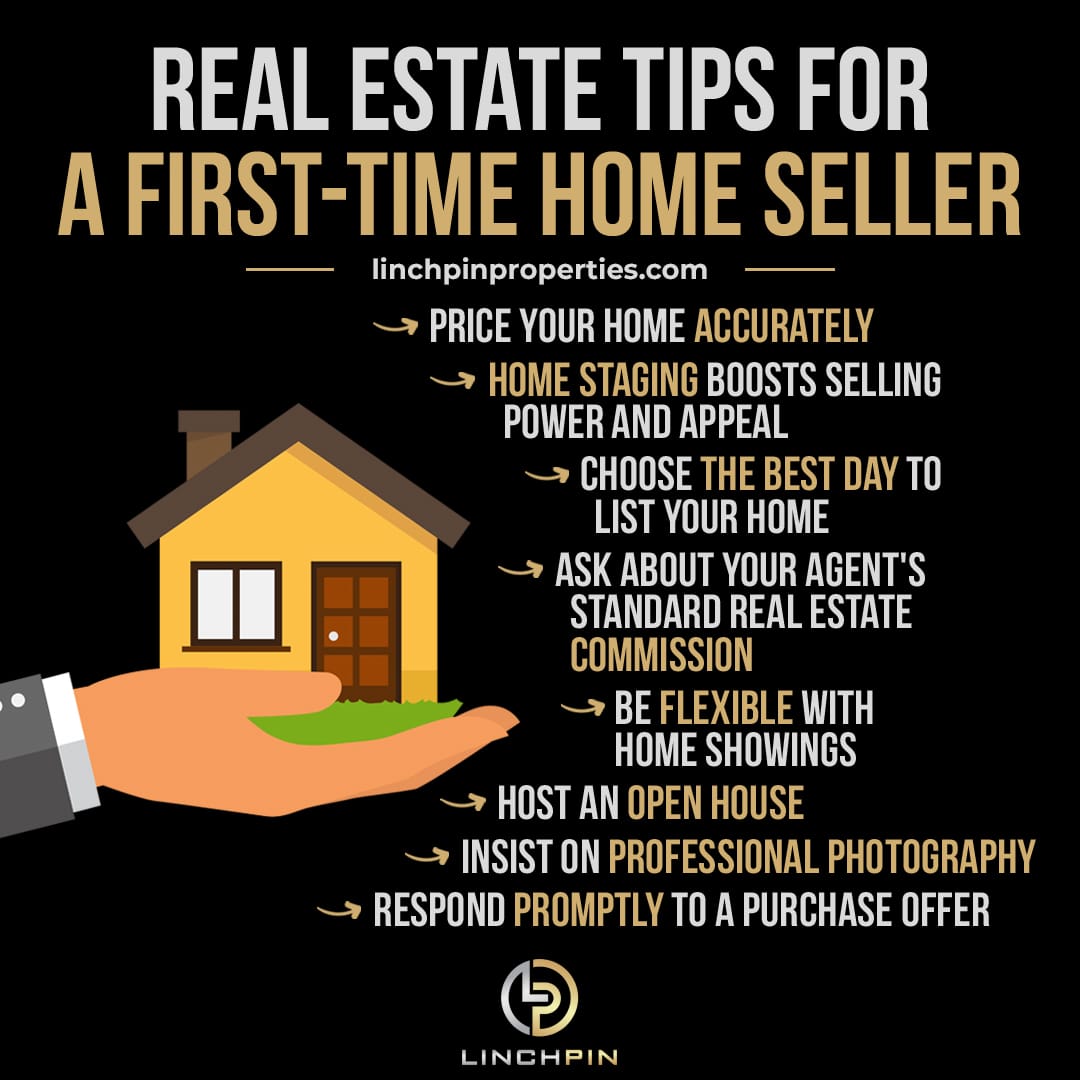 REAL ESTATE TIPS FOR
A FIRST-TIME HOME SELLER
linchpinproperties.com
PRICE YOUR HOME ACCURATELY
HOME STAGING BOOSTS SELLING
POWER AND APPEAL
CHOOSE THE BEST DAY TO
LIST YOUR HOME
ASK ABOUT YOUR AGENT'S
STANDARD REAL ESTATE
COMMISSION
BE FLEXIBLE WITH
HOME SHOWINGS
HOST AN OPEN HOUSE
INSIST ON PROFESSIONAL PHOTOGRAPHY
RESPOND PROMPTLY TO A PURCHASE OFFER
LP
LINCHPIN